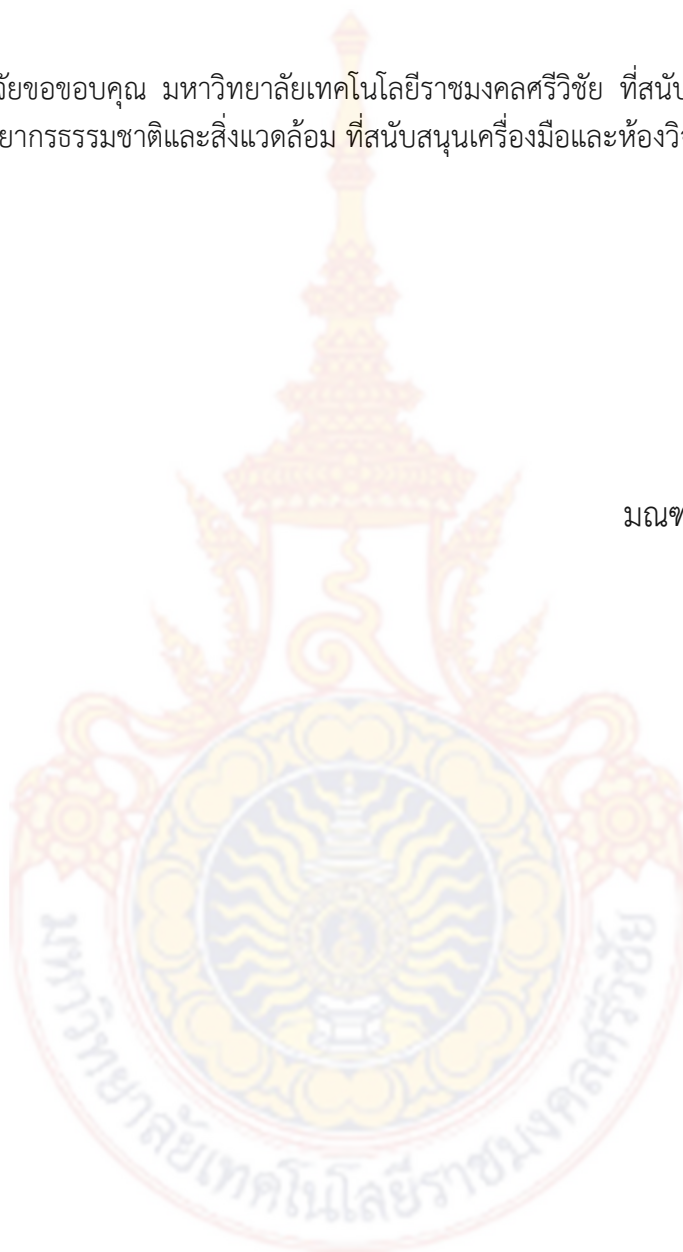 จัยขอขอบคุณ มหาวิทยาลัยเทคโนโลยีราชมงคลศรีวิชัย ที่สนับ
ยากรธรรมชาติและสิ่งแวดล้อม ที่สนับสนุนเครื่องมือและห้องวิ
มณฑ
มหาวิทยาลัยเทคโนโลยีราชมงคลศรีวิชัย